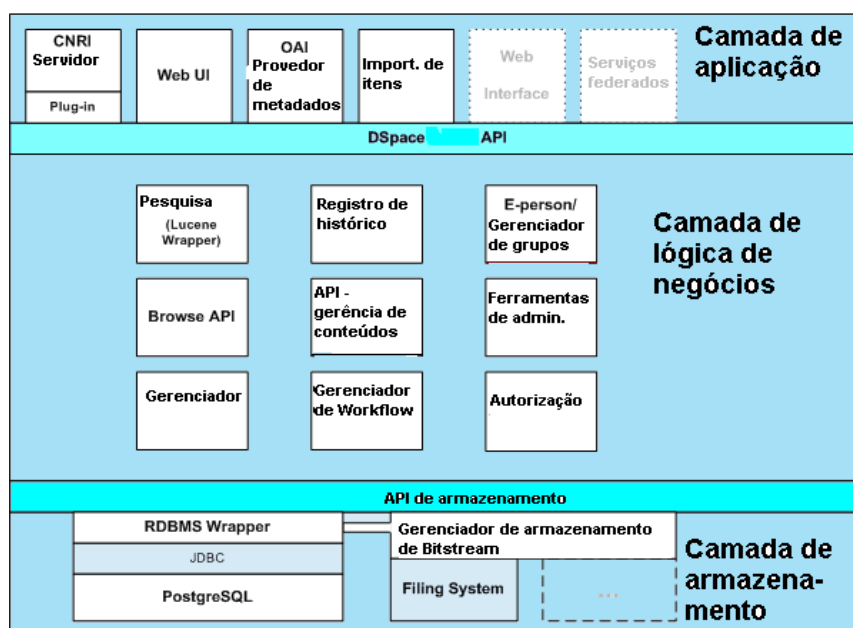 CNRI
Servidor
Plug-in
Web UI
OAI
Provedor
de
metadados
Import. de
itens
Web
Interface
Serviços
federados
Camada de
aplicação
DSpace API
Pesquisa
(Lucene
Wrapper)
Registro de
histórico
E-person/
Gerenciador
de grupos
Camada de
lógica de
negócios
Browse API
API -
gerência de
conteúdos
Ferramentas
de admin.
Gerenciador
Gerenciador
de Workflow
Autorização
API de armazenamento
RDBMS Wrapper
JDBC
PostgreSQL
Gerenciador de armazenamento
de Bitstream
Filing System
...
Camada de
armazena-
mento